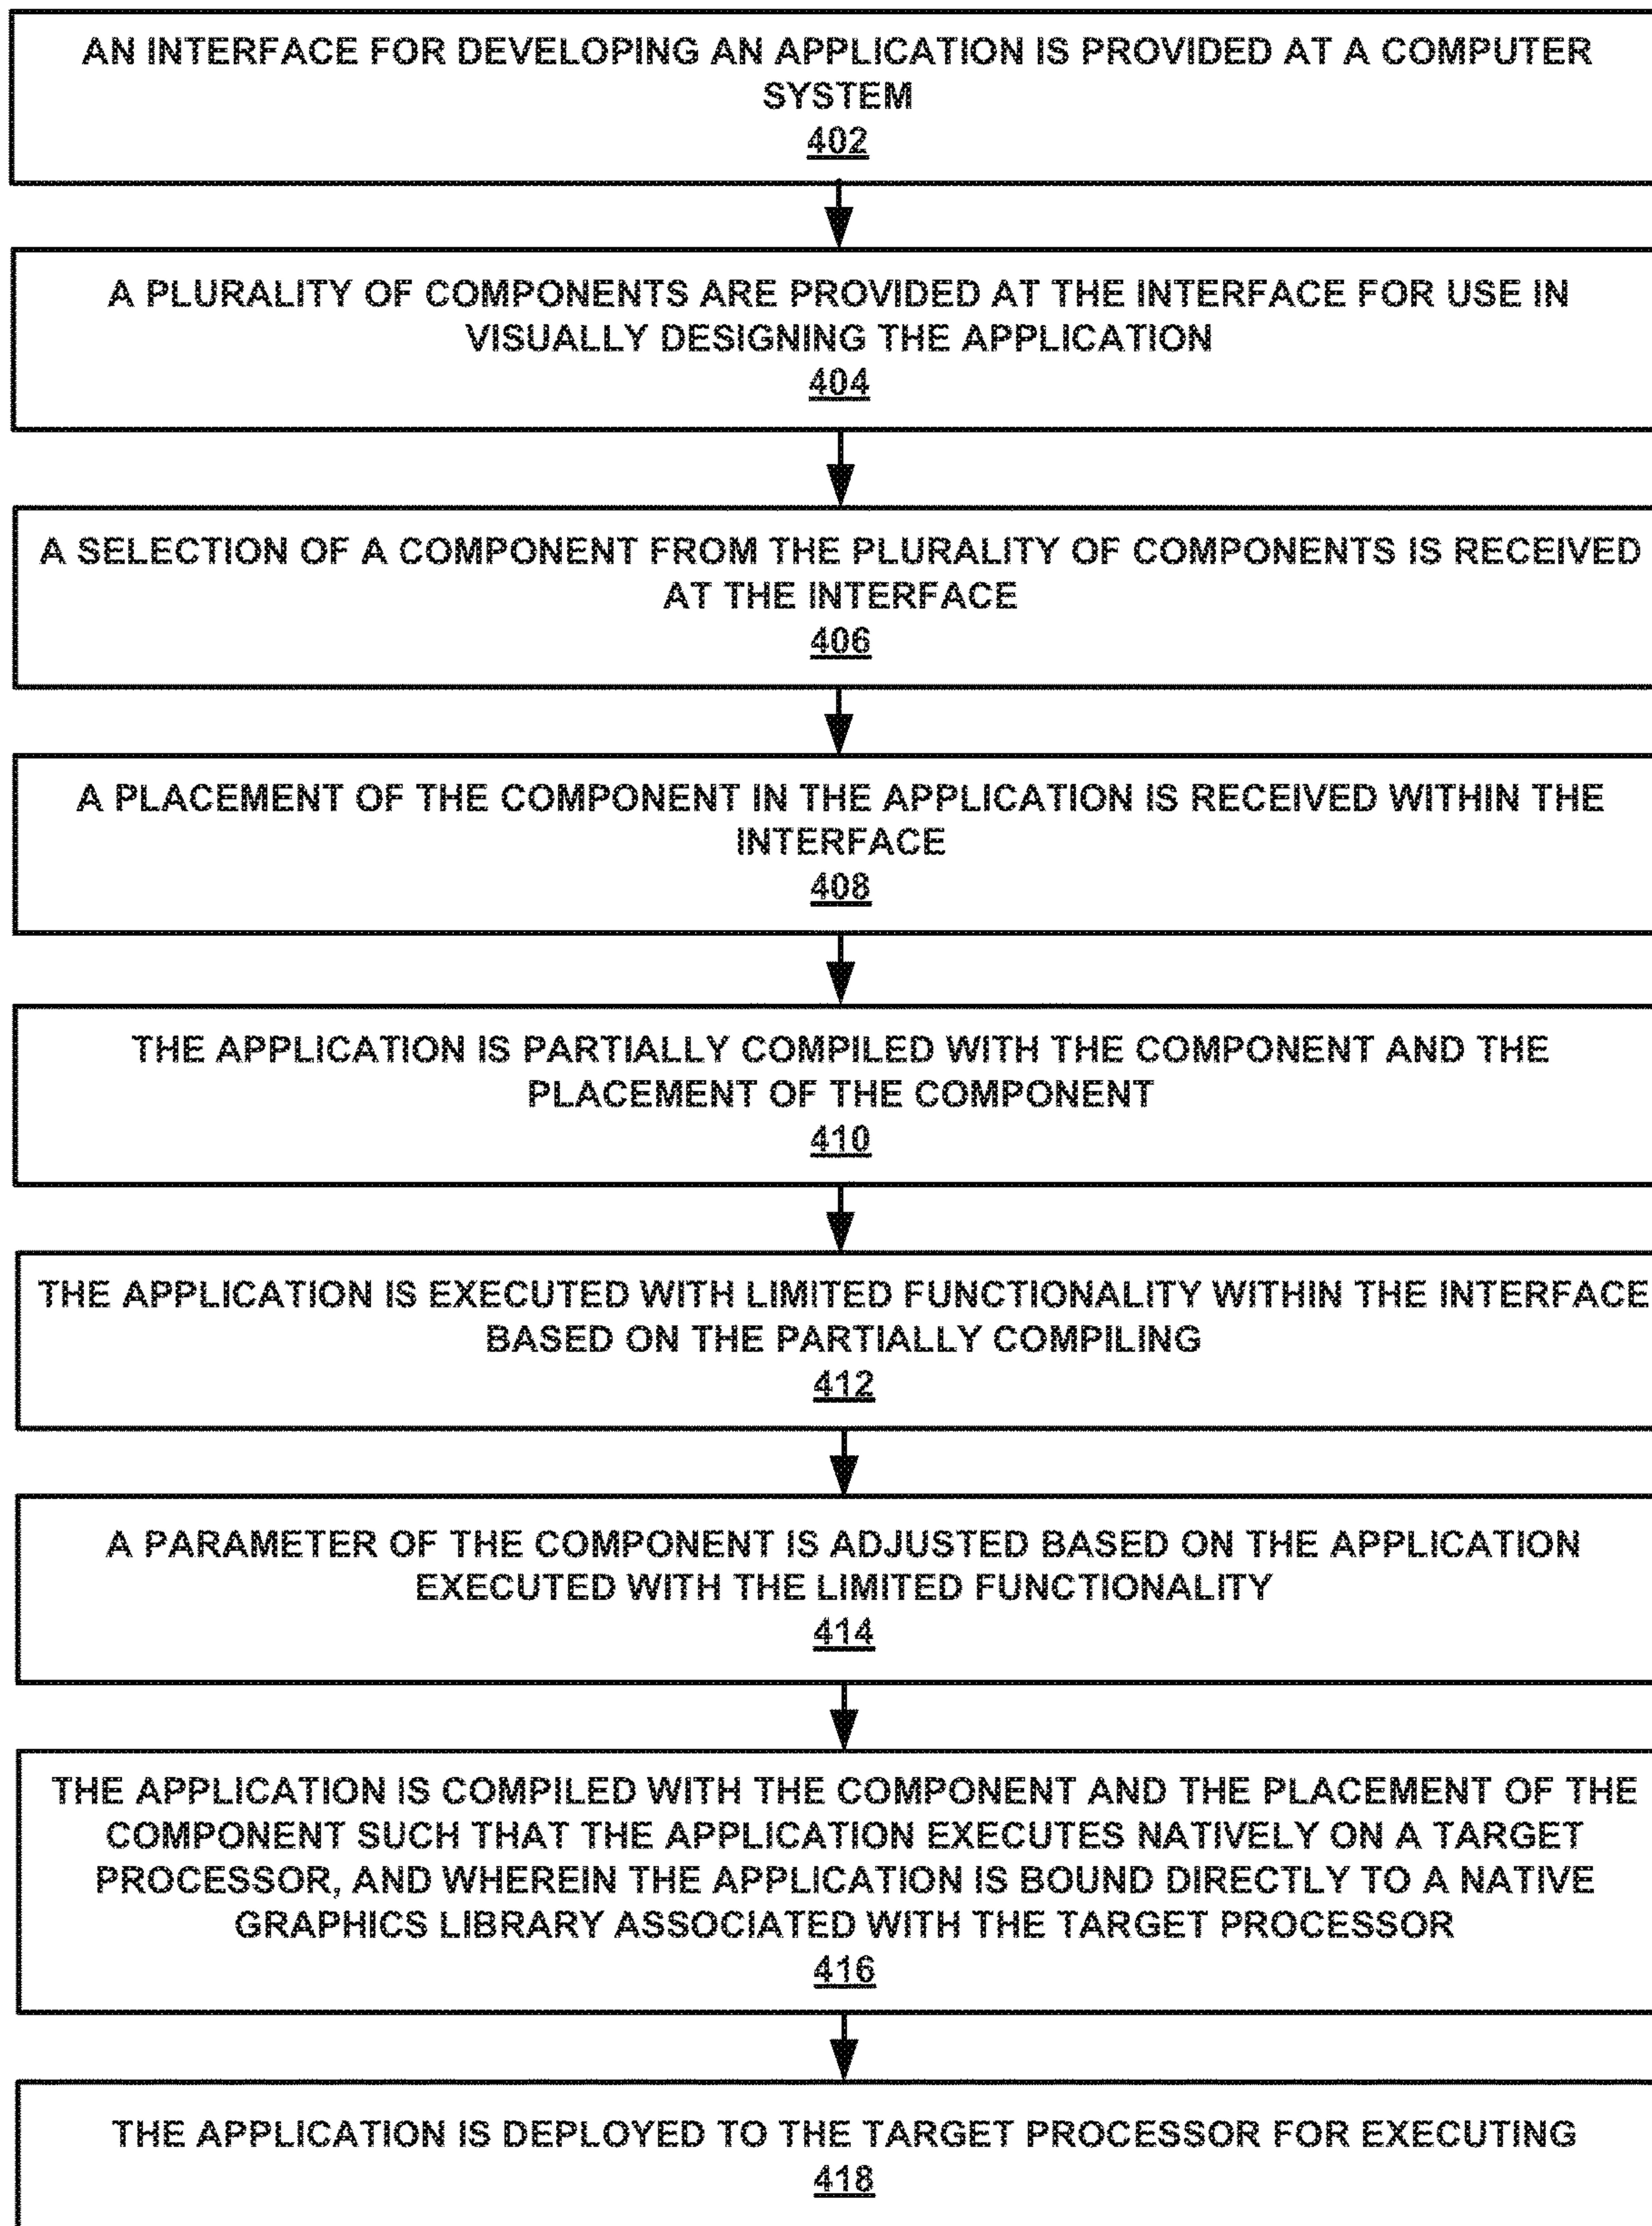 AN INTERFACE FOR DEVELOPING AN APPLICATION IS PROVIDED AT A COMPUTER
SYSTEM
402
A PLURALITY OF COMPONENTS ARE PROVIDED AT THE INTERFACE FOR USE IN
VISUALLY DESIGNING THE APPLICATION
404
A SELECTION OF A COMPONENT FROM THE PLURALITY OF COMPONENTS IS RECEIVED
AT THE INTERFACE
406
A PLACEMENT OF THE COMPONENT IN THE APPLICATION IS RECEIVED WITHIN THE
INTERFACE
408
THE APPLICATION IS PARTIALLY COMPILED WITH THE COMPONENT AND THE
PLACEMENT OF THE COMPONENT
410
THE APPLICATION IS EXECUTED WITH LIMITED FUNCTIONALITY WITHIN THE INTERFACE
BASED ON THE PARTIALLY COMPILING
412
A PARAMETER OF THE COMPONENT IS ADJUSTED BASED ON THE APPLICATION
EXECUTED WITH THE LIMITED FUNCTIONALITY
414
THE APPLICATION IS COMPILED WITH THE COMPONENT AND THE PLACEMENT OF THE
COMPONENT SUCH THAT THE APPLICATION EXECUTES NATIVELY ON A TARGET
PROCESSOR, AND WHEREIN THE APPLICATION IS BOUND DIRECTLY TO A NATIVE
GRAPHICS LIBRARY ASSOCIATED WITH THE TARGET PROCESSOR
416
THE APPLICATION IS DEPLOYED TO THE TARGET PROCESSOR FOR EXECUTING
418